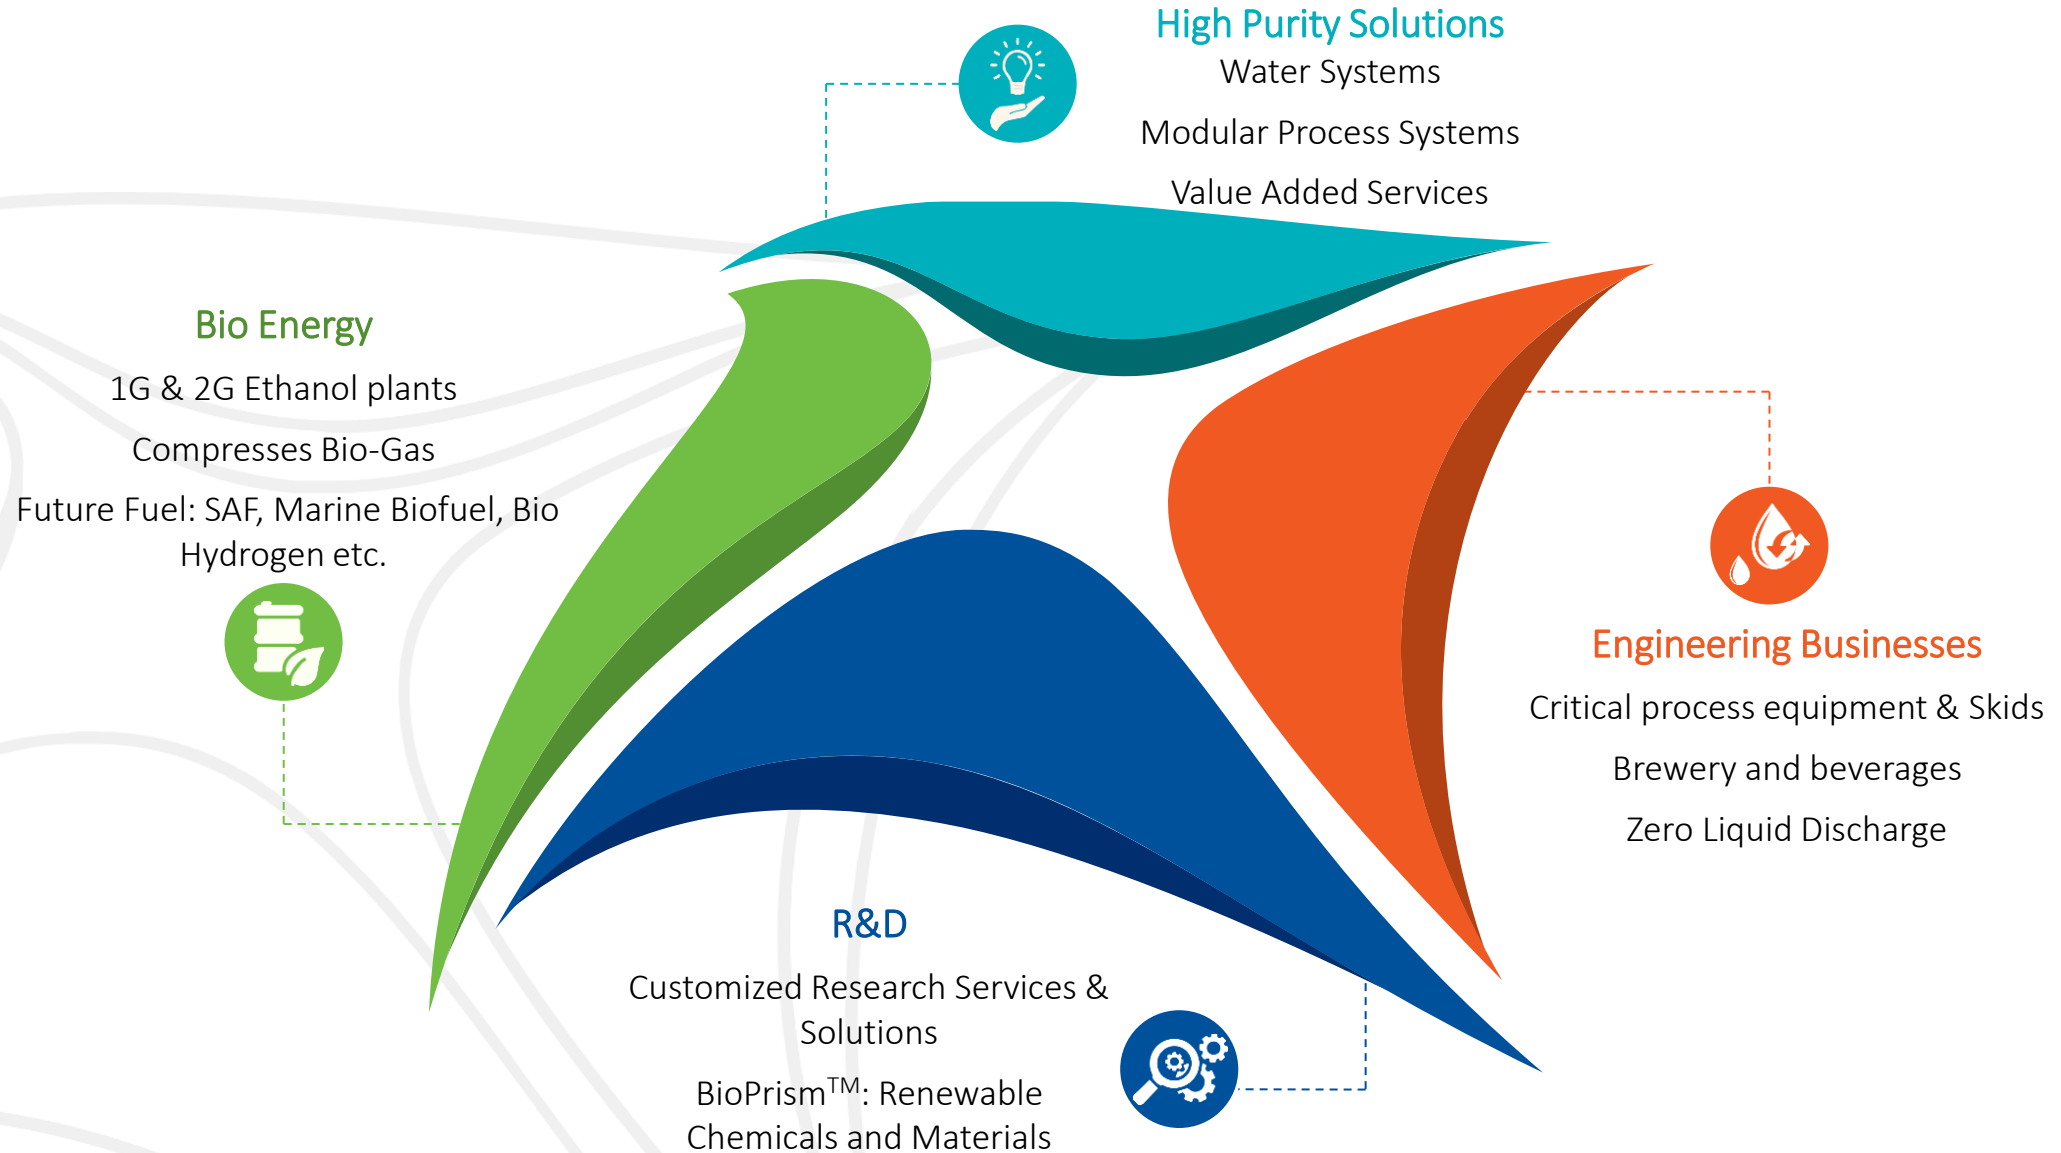 High Purity Solutions
Water Systems
Modular Process Systems
Value Added Services
Bio Energy
1G & 2G Ethanol plants
Compresses Bio-Gas
Future Fuel: SAF, Marine Biofuel, Bio
Hydrogen etc.
Engineering Businesses
Critical process equipment & Skids
Brewery and beverages
Zero Liquid Discharge
R&D
Customized Research Services &
Solutions
BioPrism™: Renewable
Chemicals and Materials